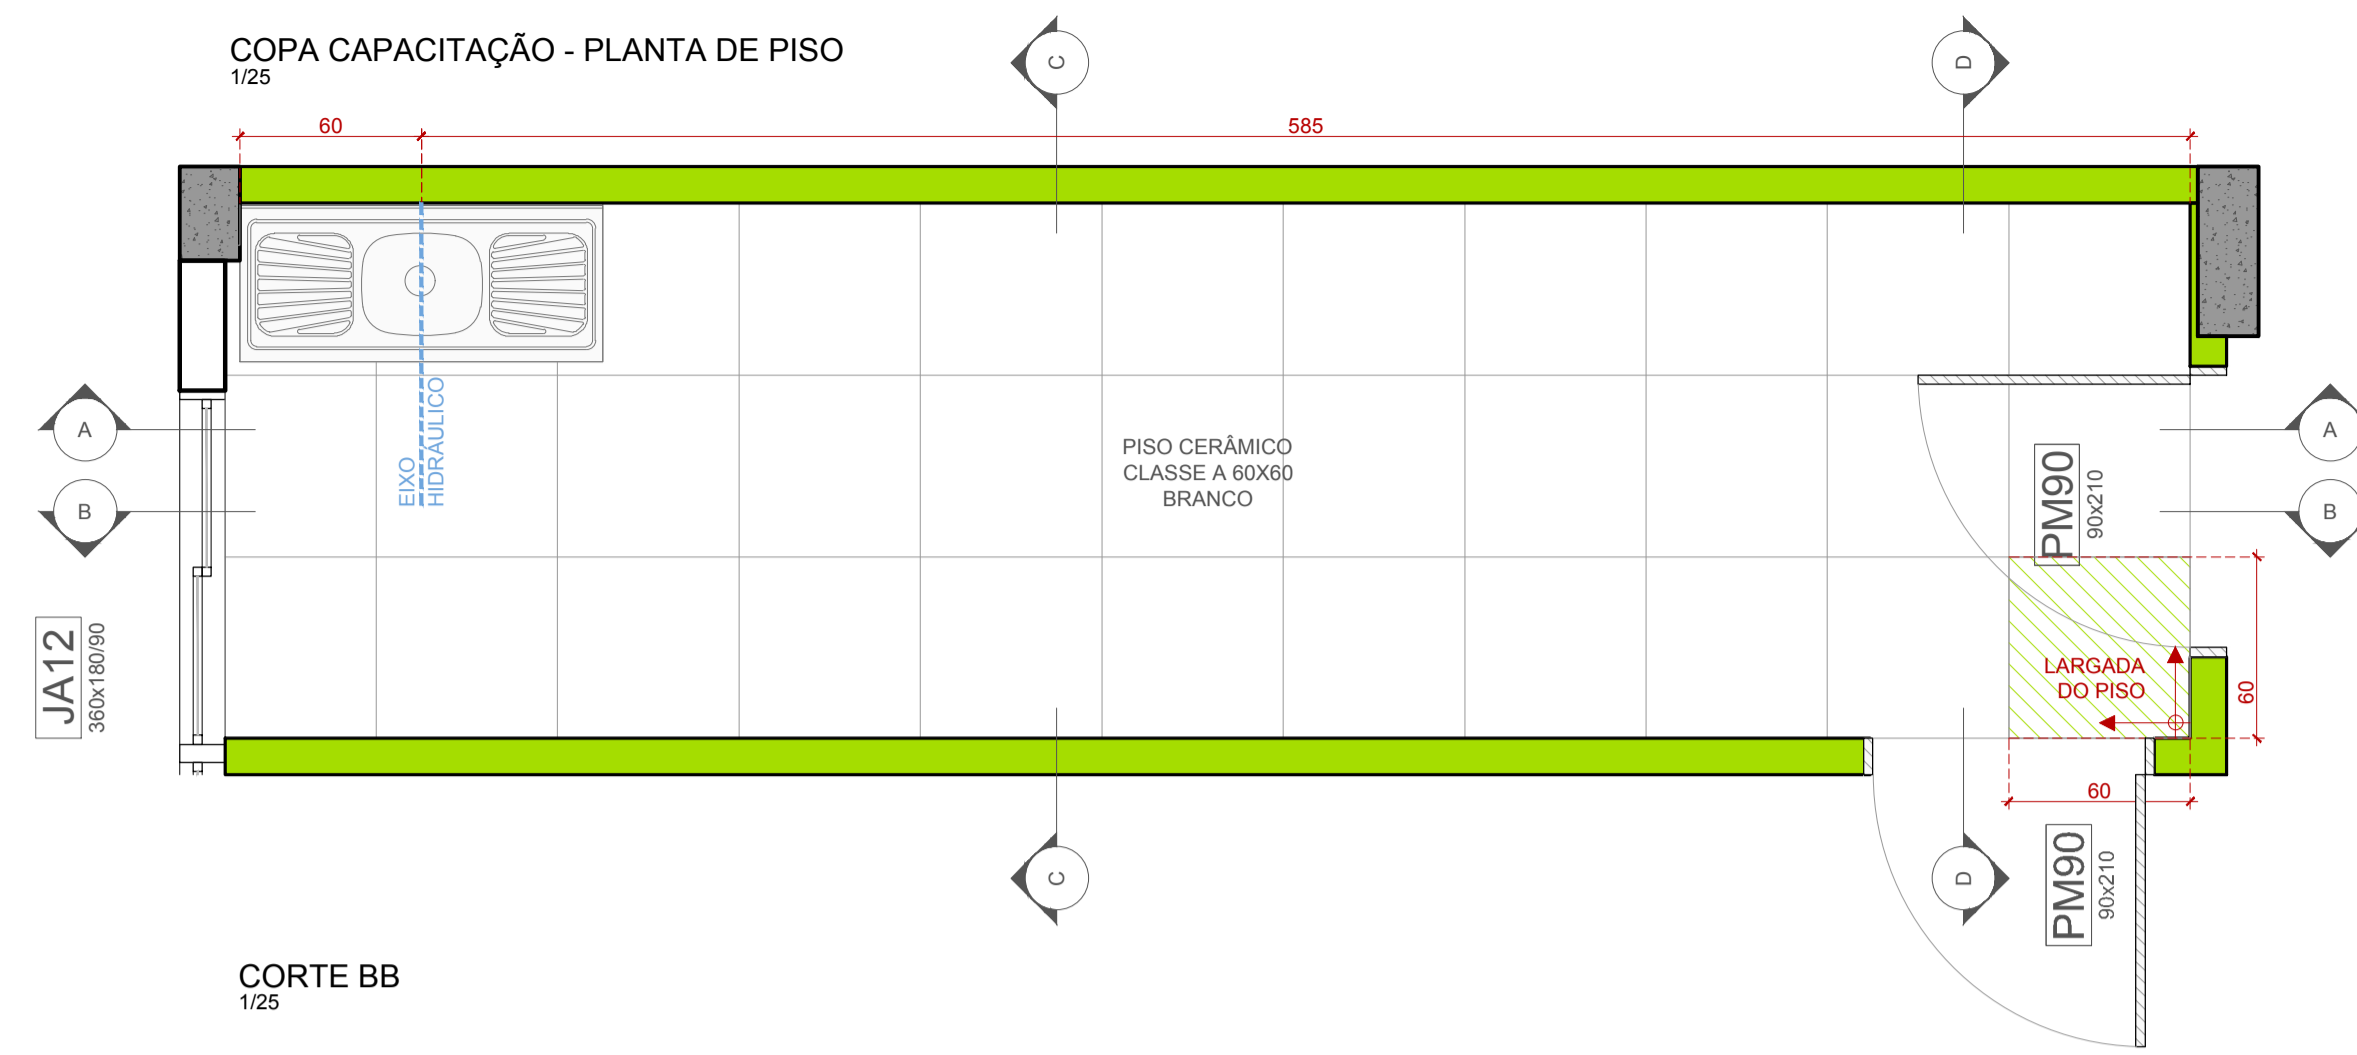 COPA CAPACITAÇÃO - PLANTA DE PISO
1/25
C
D
60
585
A
B
EIXO
HIDRÁULICO
PISO CERÂMICO
CLASSE A 60X60
BRANCO
PM90
90x210
A
B
JA12
360x180/90
LARGADA
DO PISO
60
60
C
D
PM90
90x210
CORTE BB
1/25